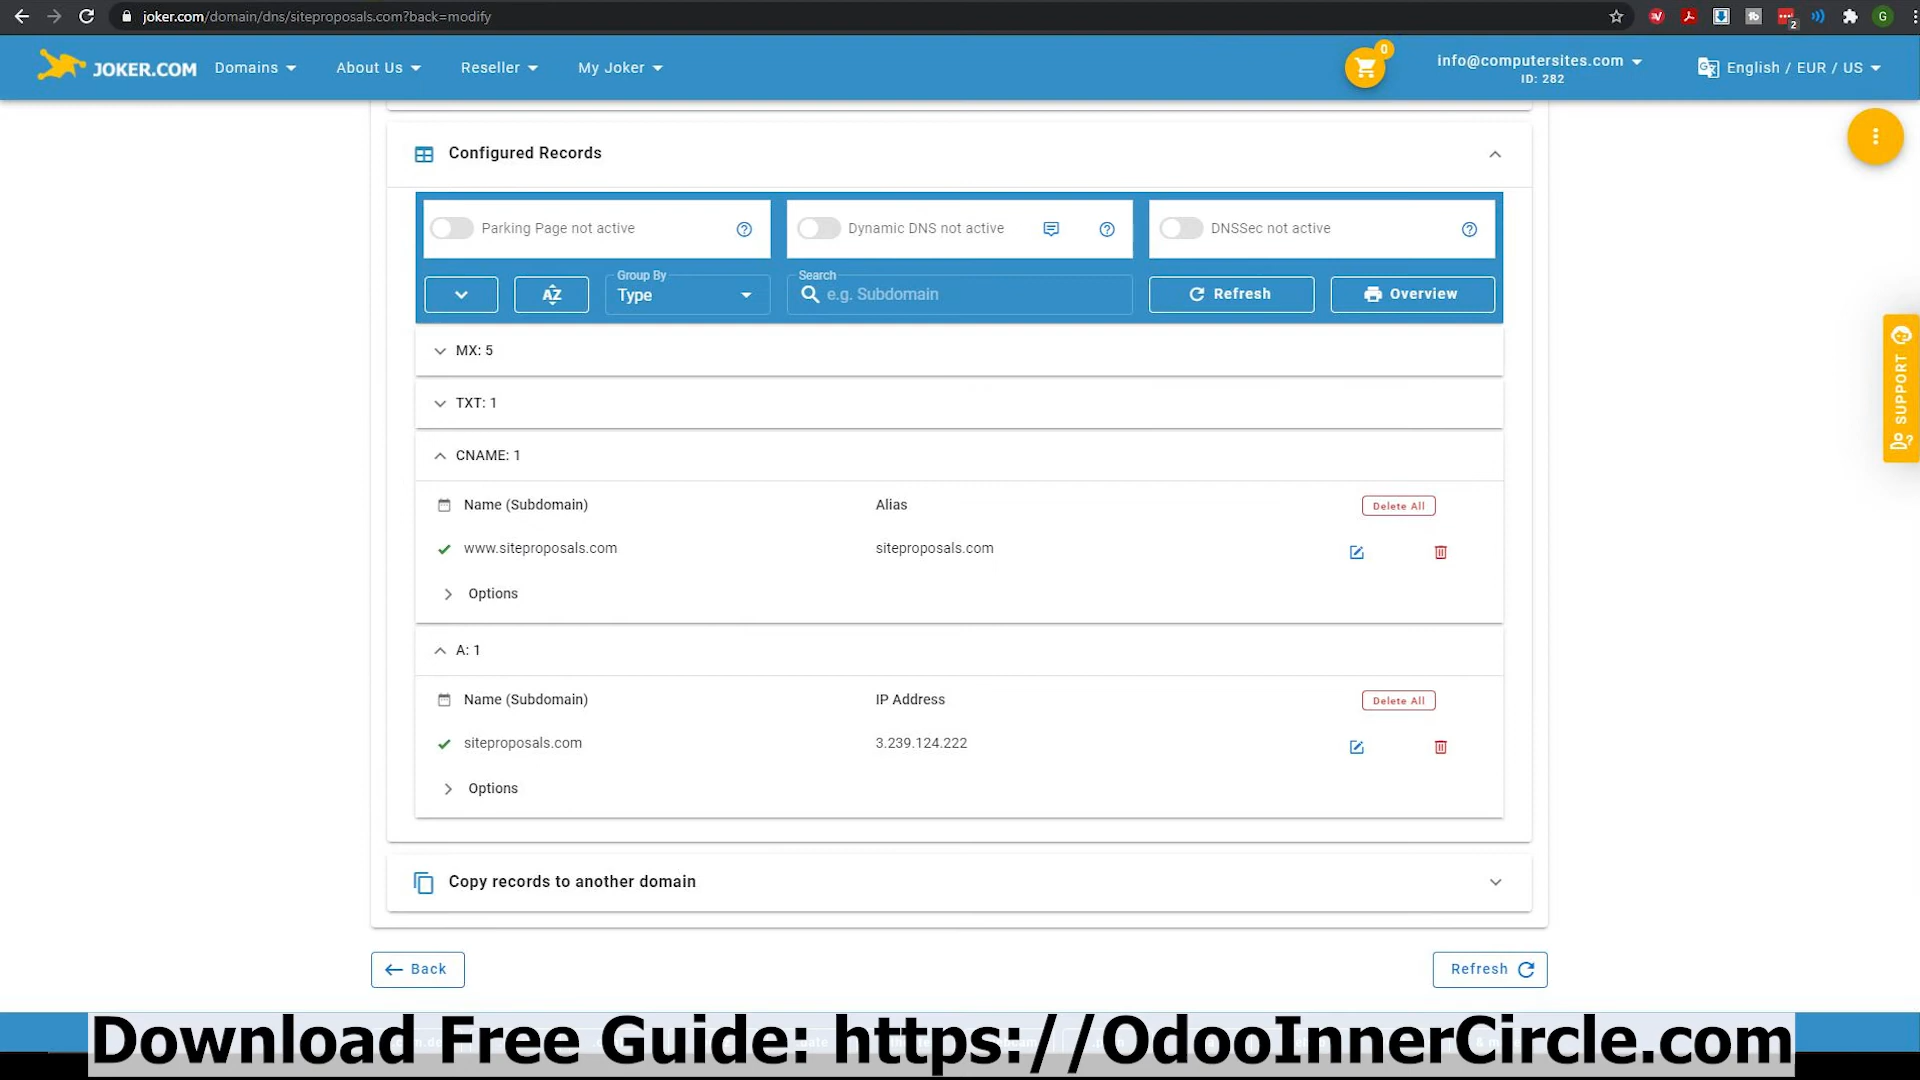 joker.com/domain/dns/siteproposals.com?back=modify
G
2
JOKER.COM
Domains
About Us
Reseller
My Joker
0
info@computersites.com
ID: 282
English / EUR / US
Configured Records
Parking Page not active
Dynamic DNS not active
DNSSec not active
AZ
Group By
Type
Search
e.g. Subdomain
Refresh
Overview
MX: 5
TXT: 1
SUPPORT
CNAME: 1
Name (Subdomain)
Alias
Delete All
www.siteproposals.com
siteproposals.com
Options
A: 1
Name (Subdomain)
IP Address
Delete All
siteproposals.com
3.239.124.222
Options
Copy records to another domain
Back
Refresh
Download Free Guide: https://OdooInnerCircle.com